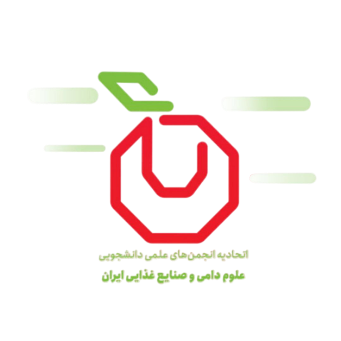 اتحادیه انجمن‌های علمی دانشجویی
علوم دامی و صنایع غذایی ایران